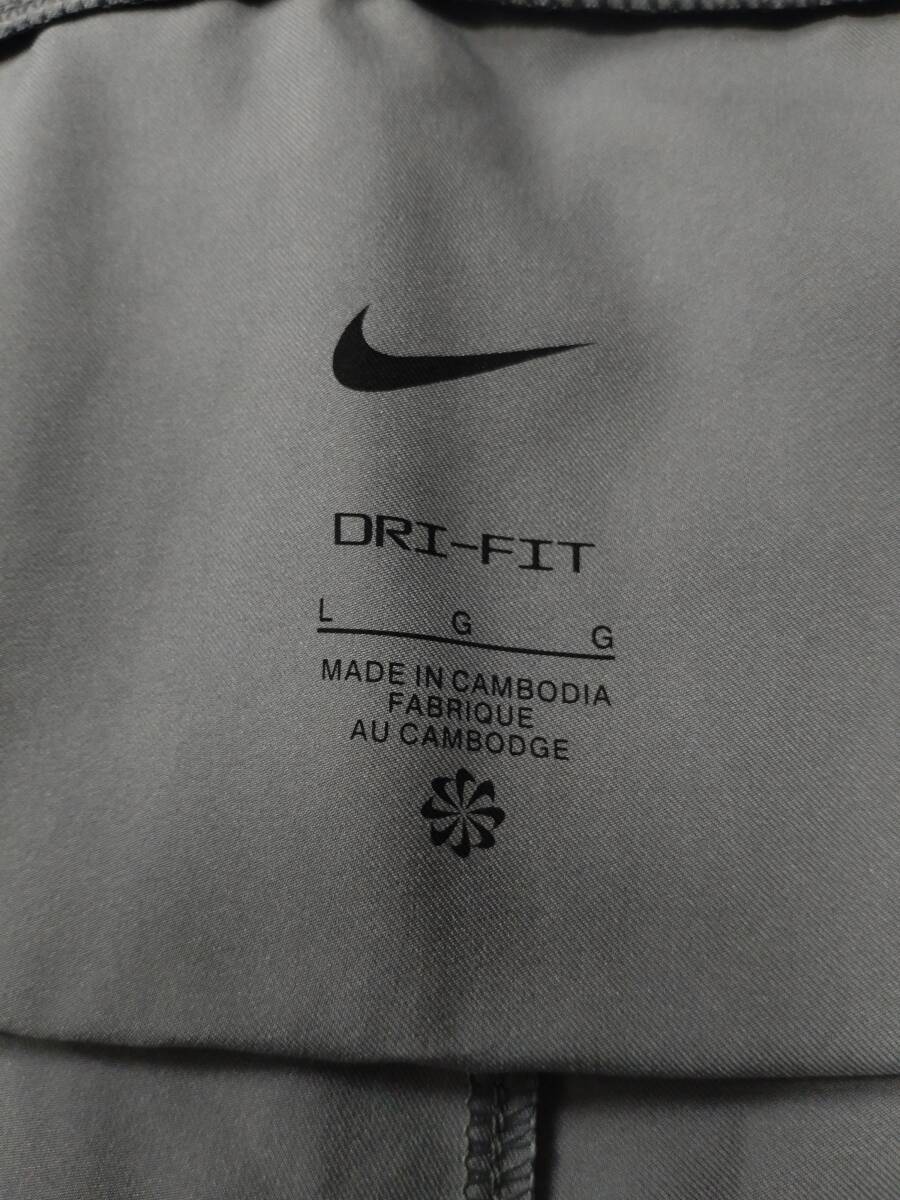 DRI-FIT
L G G
MADE IN CAMBODIA
FABRIQUE
AU CAMBODGE